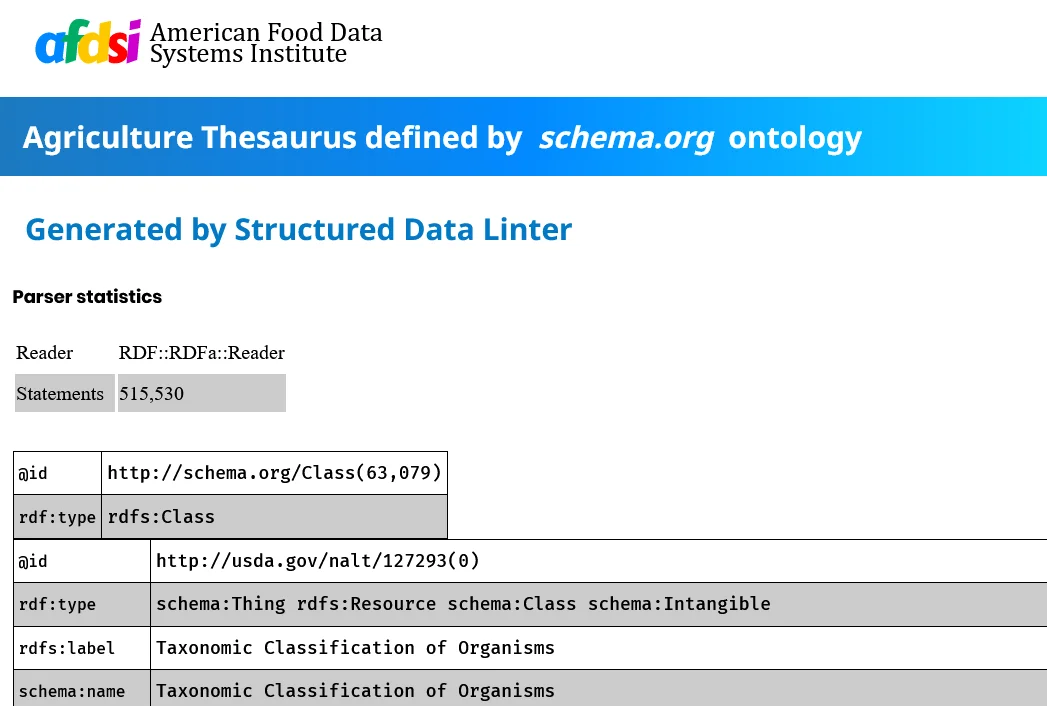 afdsi American Food Data
Systems Institute
Agriculture Thesaurus defined by schema.org ontology
Generated by Structured Data Linter
Parser statistics
Reader RDF::RDFa::Reader
Statements 515,530
@id http://schema.org/Class(63,079)
rdf:type rdfs:Class
@id http://usda.gov/nalt/127293(0)
rdf:type schema:Thing rdfs:Resource schema:Class schema:Intangible
rdfs:label Taxonomic Classification of Organisms
schema:name Taxonomic Classification of Organisms